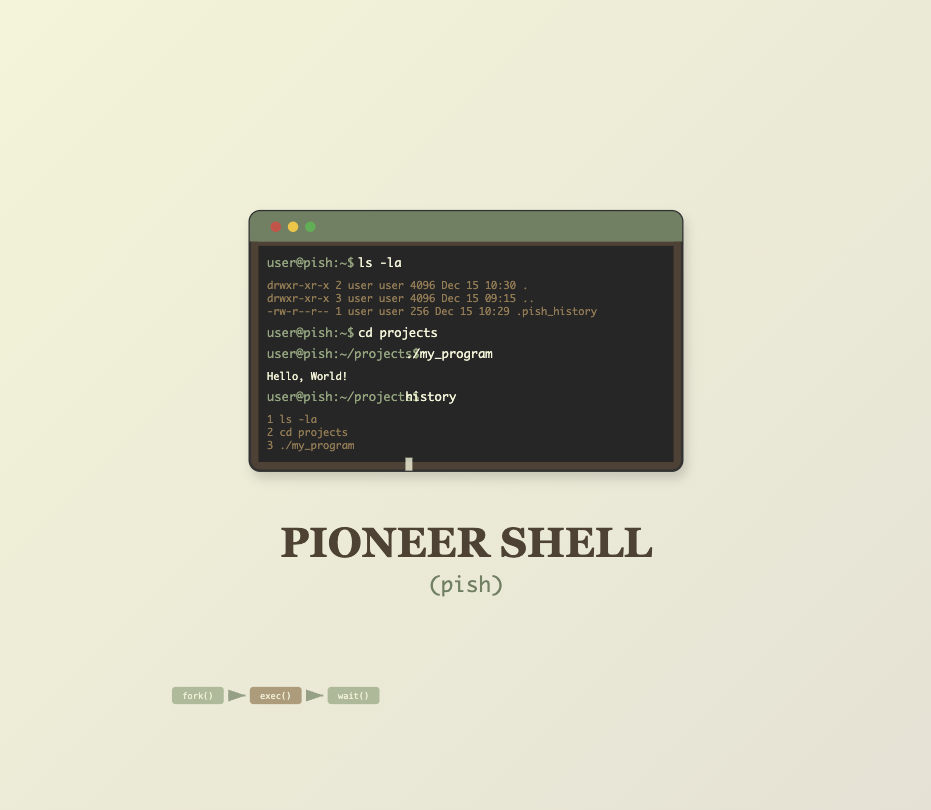 user@pish:~$ ls -la
drwxr-xr-x 2 user user 4096 Dec 15 10:30 .
drwxr-xr-x 3 user user 4096 Dec 15 09:15 ..
-rw-r--r-- 1 user user 256 Dec 15 10:29 .pish_history
user@pish:~$ cd projects
user@pish:~/projects$ ./my_program
Hello, World!
user@pish:~/projects$ history
1 ls -la
2 cd projects
3 ./my_program
PIONEER SHELL
(pish)
fork() exec() wait()